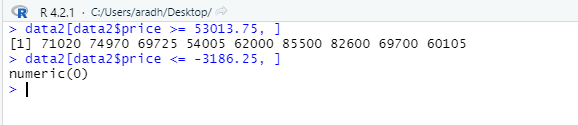 R 4.2.1 · C:/Users/aradh/Desktop/
> data2[data2$price >= 53013.75, ]
[1] 71020 74970 69725 54005 62000 85500 82600 69700 60105
> data2[data2$price <= -3186.25, ]
numeric(0)
>